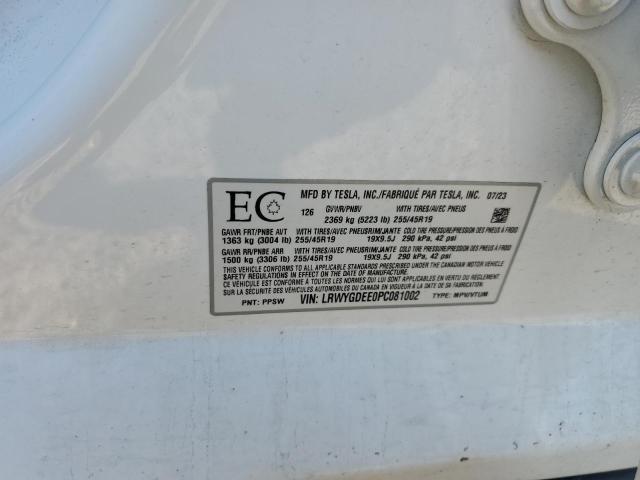 EC
MFD BY TESLA, INC./FABRIQUÉ PAR TESLA, INC. 07/23
126 GVWR/PNBV WITH TIRES/AVEC PNEUS
2369 kg (5223 lb) 255/45R19
GAWR FRT/PNBE AVT WITH TIRES/AVEC PNEUS RIM/JANTE COLD TIRE PRESSURE/PRESSION DES PNEUS À FROID
1363 kg (3004 lb) 255/45R19 19X9.5J 290 kPa, 42 psi
GAWR RR/PNBE ARR WITH TIRES/AVEC PNEUS RIM/JANTE COLD TIRE PRESSURE/PRESSION DES PNEUS À FROID
1500 kg (3306 lb) 255/45R19 19X9.5J 290 kPa, 42 psi
THIS VEHICLE CONFORMS TO ALL APPLICABLE STANDARDS PRESCRIBED UNDER THE CANADIAN MOTOR VEHICLE
SAFETY REGULATIONS IN EFFECT ON THE DATE OF MANUFACTURE
CE VÉHICULE EST CONFORME À TOUTES LES NORMES QUI LUI SONT APPLICABLES EN VERTU DU RÈGLEMENT
SUR LA SÉCURITÉ DES VÉHICULES AUTOMOBILES DU CANADA EN VIGUEUR À LA DATE DE SA FABRICATION
PNT: PPSW VIN: LRWYGDEE0PC081002 TYPE: MPV/VTUM